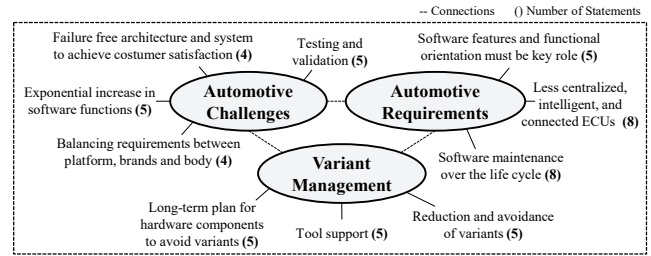 -- Connections   () Number of Statements
Failure free architecture and system
to achieve costumer satisfaction (4)
Testing and
validation (5)
Software features and functional
orientation must be key role (5)
Exponential increase in
software functions (5)
Automotive
Challenges
Automotive
Requirements
Less centralized,
intelligent, and
connected ECUs (8)
Balancing requirements between
platform, brands and body (4)
Variant
Management
Software maintenance
over the life cycle (8)
Long-term plan for
hardware components
to avoid variants (5)
Tool support (5)
Reduction and avoidance
of variants (5)